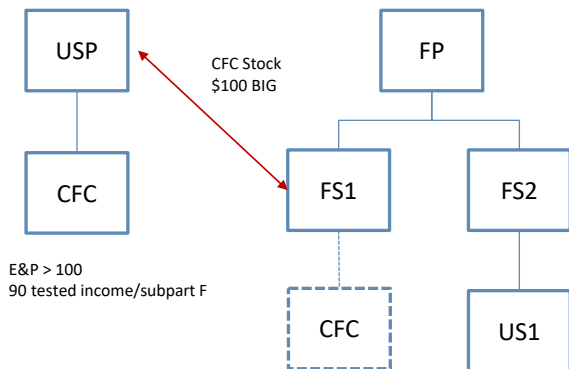 USP
CFC Stock
$100 BIG
FP
CFC
FS1
FS2
E&P > 100
90 tested income/subpart F
CFC
US1